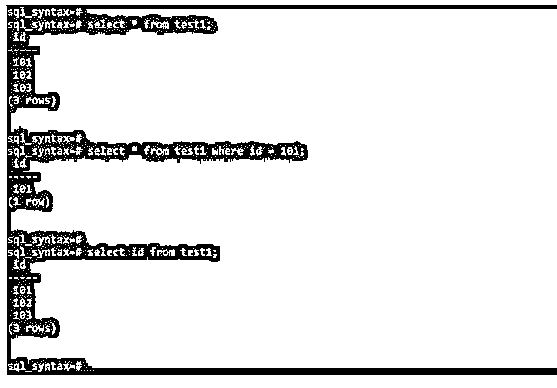 sql_syntax=#
sql_syntax=# select * from test1;
id
-----
101
102
103
(3 rows)
sql_syntax=#
sql_syntax=# select * from test1 where id = 101;
id
-----
101
(1 row)
sql_syntax=#
sql_syntax=# select id from test1;
id
-----
101
102
103
(3 rows)
sql_syntax=#